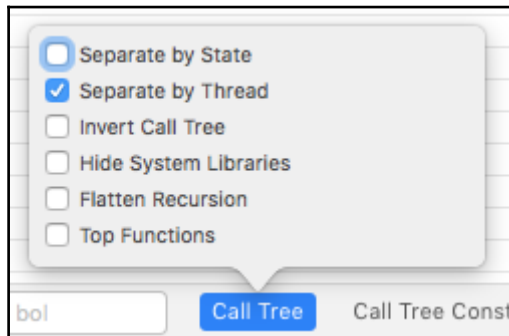 Separate by State
Separate by Thread
Invert Call Tree
Hide System Libraries
Flatten Recursion
Top Functions
bol Call Tree Call Tree Const